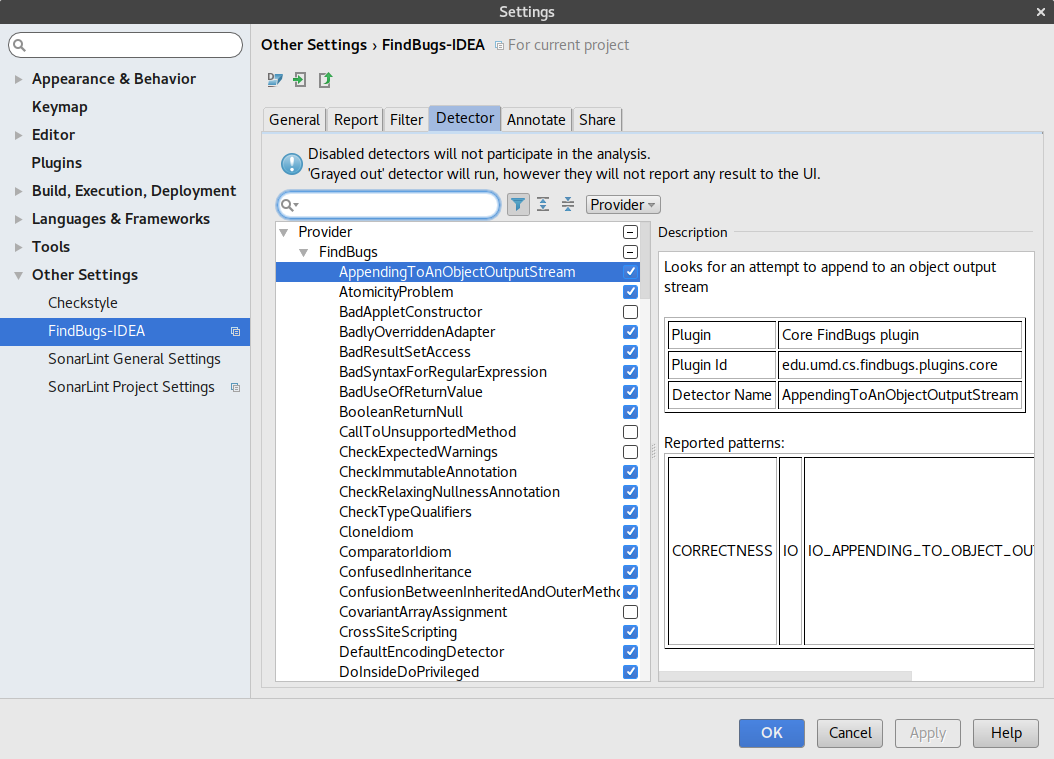 Settings
Other Settings › FindBugs-IDEA For current project
Appearance & Behavior
Keymap
Editor
Plugins
Build, Execution, Deployment
Languages & Frameworks
Tools
Other Settings
Checkstyle
FindBugs-IDEA
SonarLint General Settings
SonarLint Project Settings
General Report Filter Detector Annotate Share
Disabled detectors will not participate in the analysis.
'Grayed out' detector will run, however they will not report any result to the UI.
Provider
Provider
FindBugs
AppendingToAnObjectOutputStream
AtomicityProblem
BadAppletConstructor
BadlyOverriddenAdapter
BadResultSetAccess
BadSyntaxForRegularExpression
BadUseOfReturnValue
BooleanReturnNull
CallToUnsupportedMethod
CheckExpectedWarnings
CheckImmutableAnnotation
CheckRelaxingNullnessAnnotation
CheckTypeQualifiers
CloneIdiom
ComparatorIdiom
ConfusedInheritance
ConfusionBetweenInheritedAndOuterMetho
CovariantArrayAssignment
CrossSiteScripting
DefaultEncodingDetector
DoInsideDoPrivileged
Description
Looks for an attempt to append to an object output
stream
Plugin Core FindBugs plugin
Plugin Id edu.umd.cs.findbugs.plugins.core
Detector Name AppendingToAnObjectOutputStream
Reported patterns:
CORRECTNESS IO IO_APPENDING_TO_OBJECT_OUT
OK Cancel Apply Help